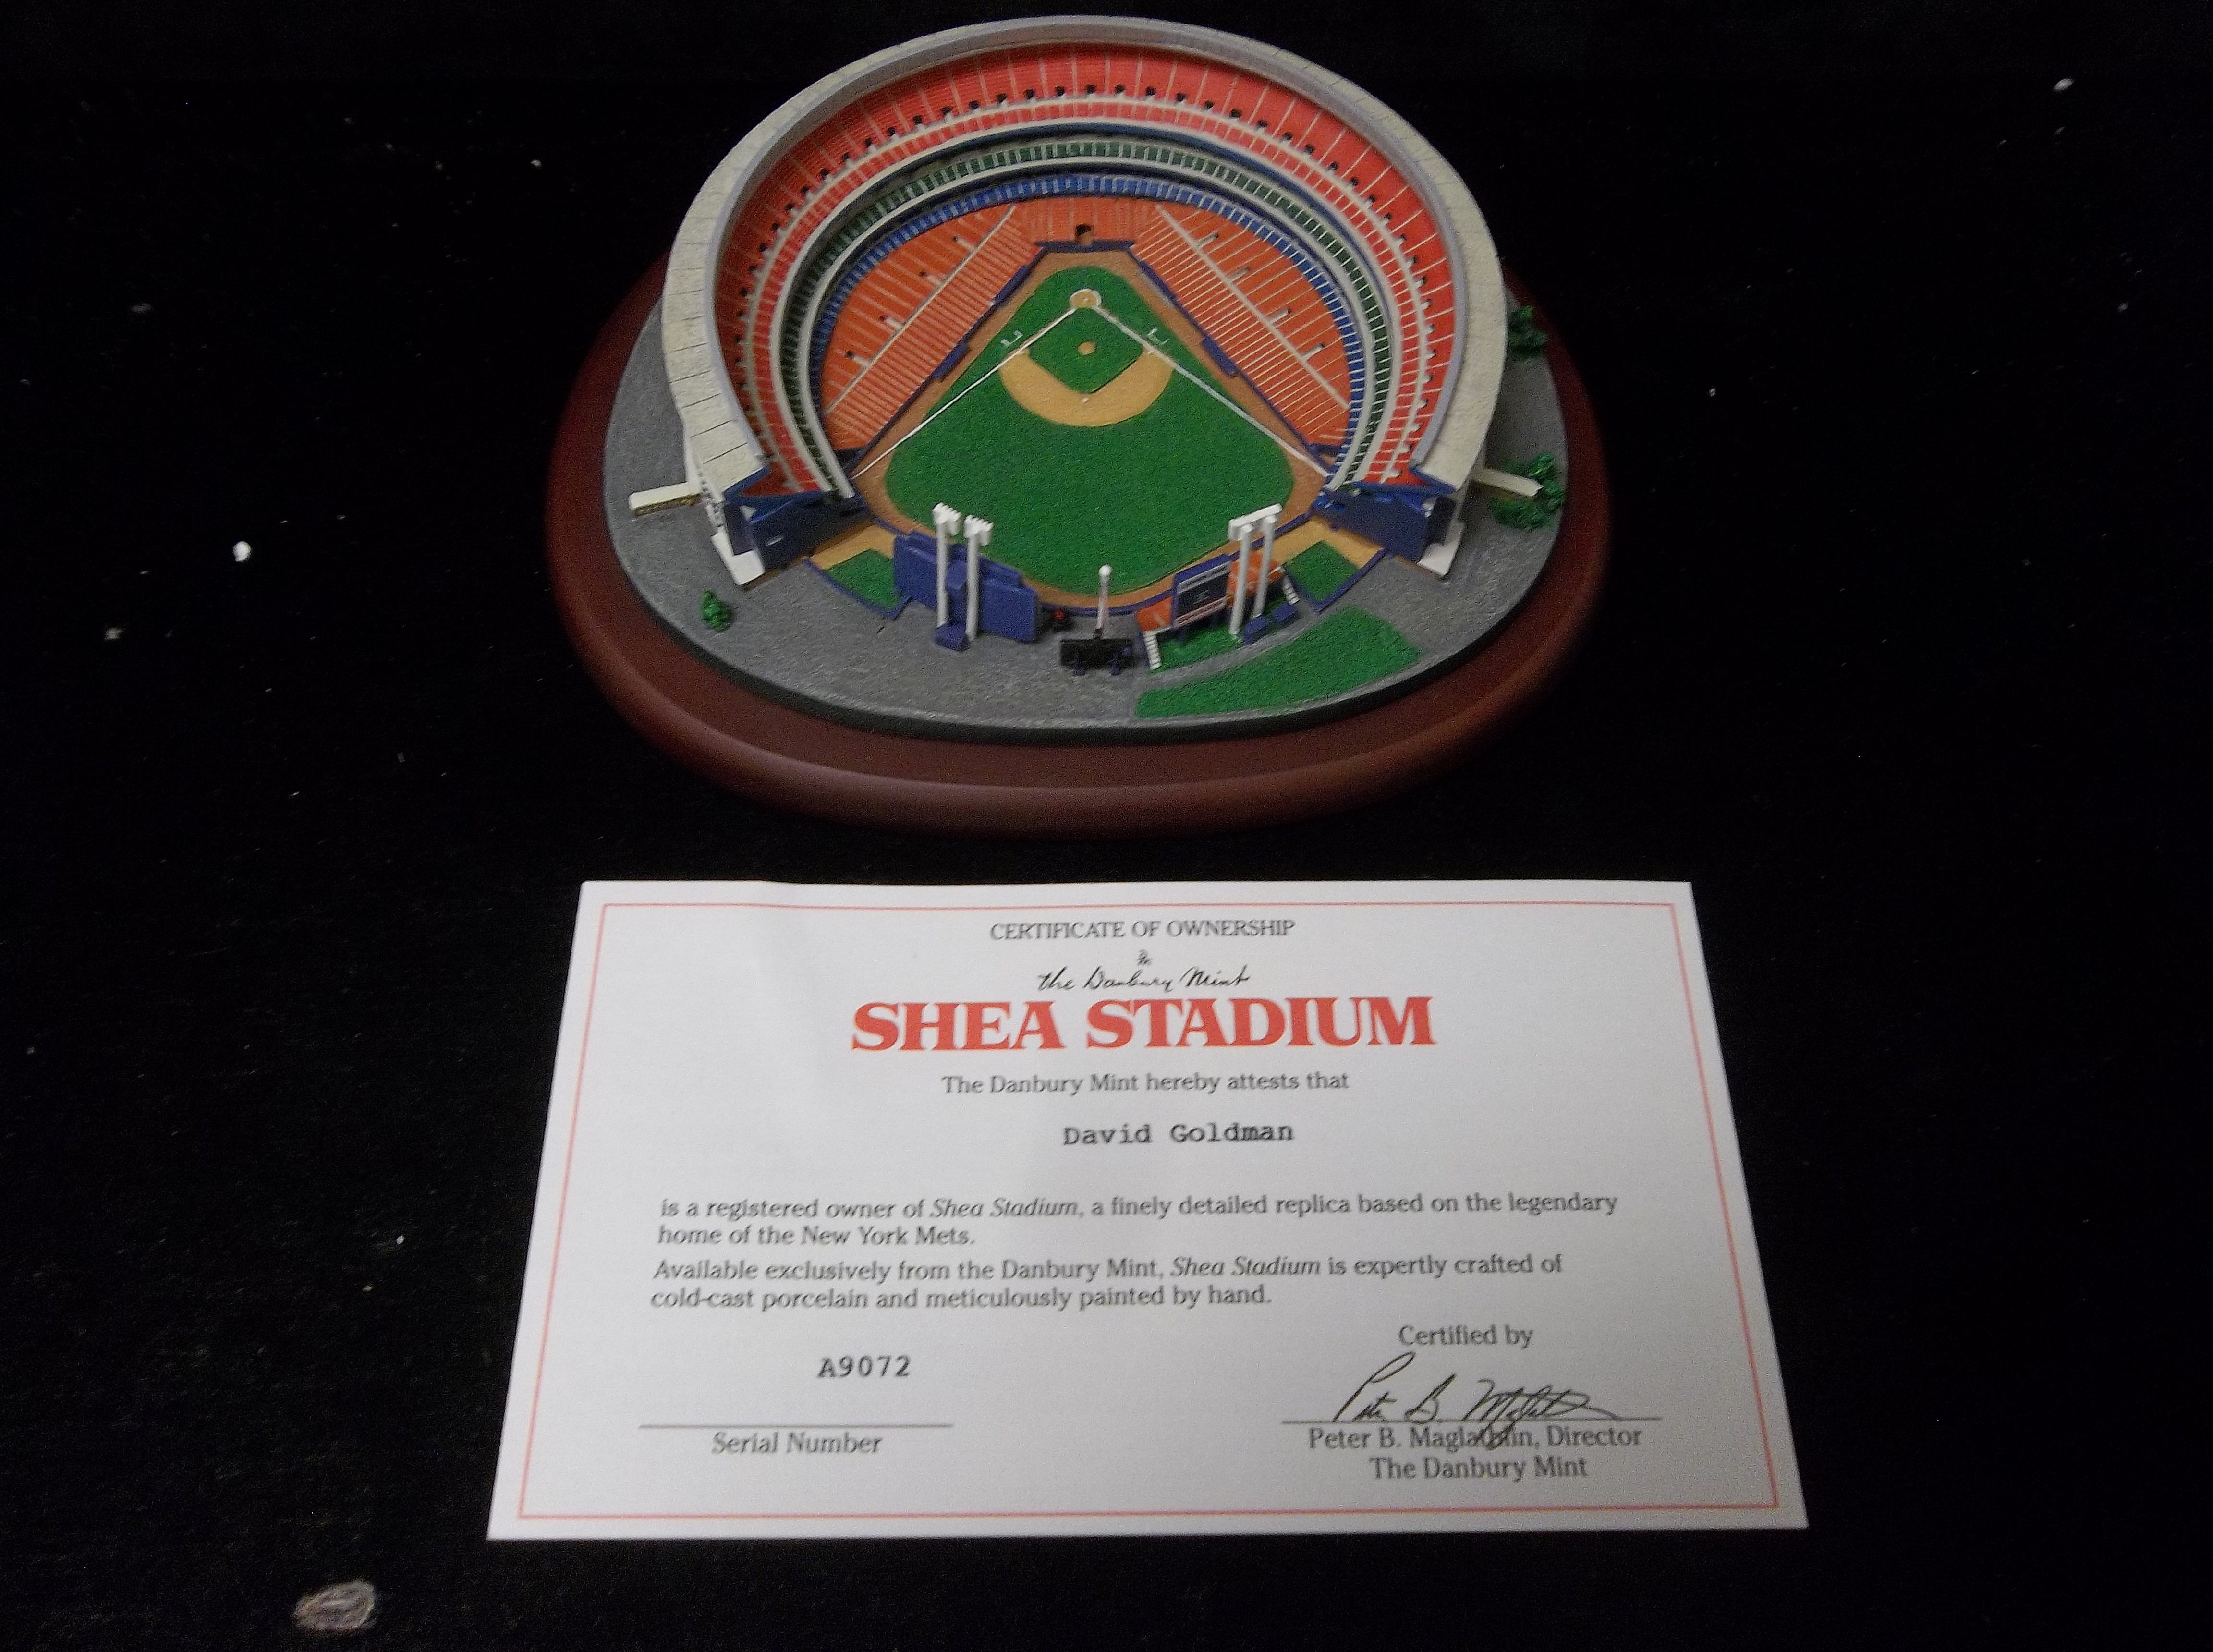 CERTIFICATE OF OWNERSHIP
the Danbury Mint
SHEA STADIUM
The Danbury Mint hereby attests that
David Goldman
is a registered owner of Shea Stadium, a finely detailed replica based on the legendary
home of the New York Mets.
Available exclusively from the Danbury Mint, Shea Stadium is expertly crafted of
cold-cast porcelain and meticulously painted by hand.
Certified by
A9072
Serial Number
Peter B. Maglathlin, Director
The Danbury Mint